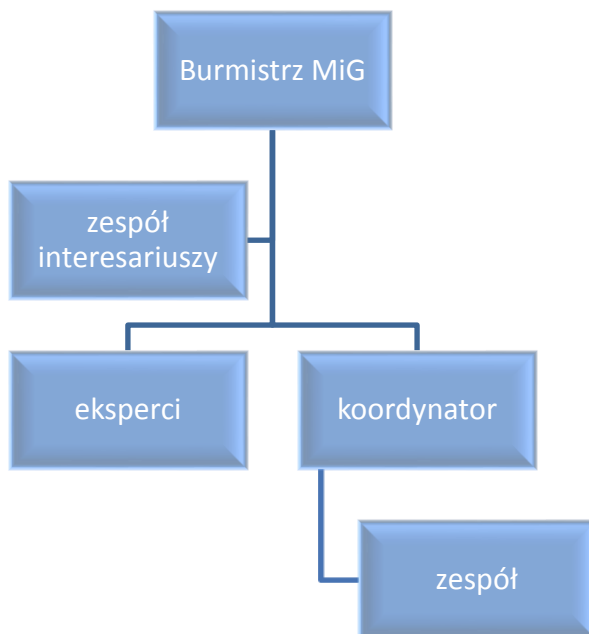 Burmistrz MiG
zespół
interesariuszy
eksperci
koordynator
zespół